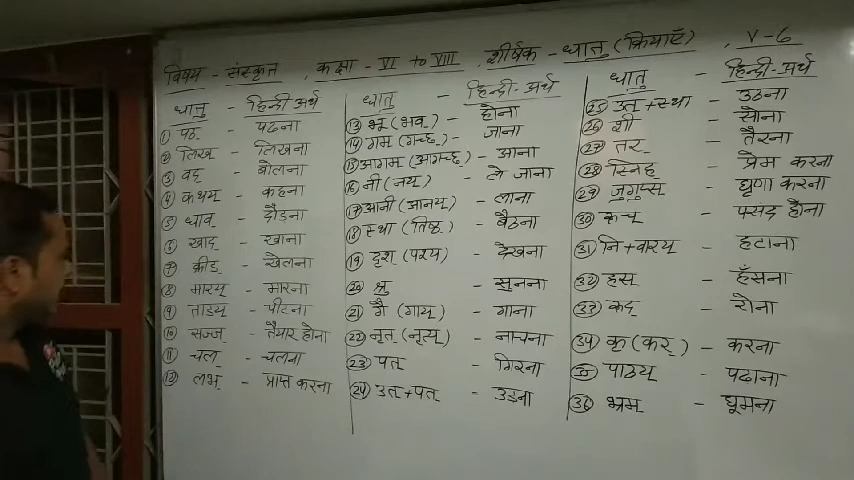 विषय - संस्कृत , कक्षा - VI to VIII , शीर्षक - धातु (क्रियाएँ) , V-6
धातु - हिन्दी अर्थ
① पठ् - पढना
② लिख् - लिखना
③ वद् - बोलना
④ कथय् - कहना
⑤ धाव् - दौडना
⑥ खाद् - खाना
⑦ क्रीड् - खेलना
⑧ मारय् - मारना
⑨ ताडय् - पीटना
⑩ सज्ज् - तैयार होना
⑪ चल् - चलना
⑫ लभ् - प्राप्त करना
धातु - हिन्दी-अर्थ
⑬ भू (भव्) - होना
⑭ गम् (गच्छ्) - जाना
⑮ आगम् (आगच्छ्) - आना
⑯ नी (नय्) - ले जाना
⑰ आनी (आनय्) - लाना
⑱ स्था (तिष्ठ्) - बैठना
⑲ दृश् (पश्य) - देखना
⑳ श्रु - सुनना
㉑ गै (गाय्) - गाना
㉒ नृत् (नृत्य्) - नाचना
㉓ पत् - गिरना
㉔ उत्+पत् - उडना
धातु - हिन्दी-अर्थ
㉕ उत्+स्था - उठना
㉖ शी - सोना
㉗ तर् - तैरना
㉘ स्निह् - प्रेम करना
㉙ जुगुप्स् - घृणा करना
㉚ रूच् - पसंद होना
㉛ नि+वारय् - हटाना
㉜ हस् - हँसना
㉝ क्रद् - रोना
㉞ कृ (कर्) - करना
㉟ पाठय् - पढाना
㊱ भ्रम् - घूमना